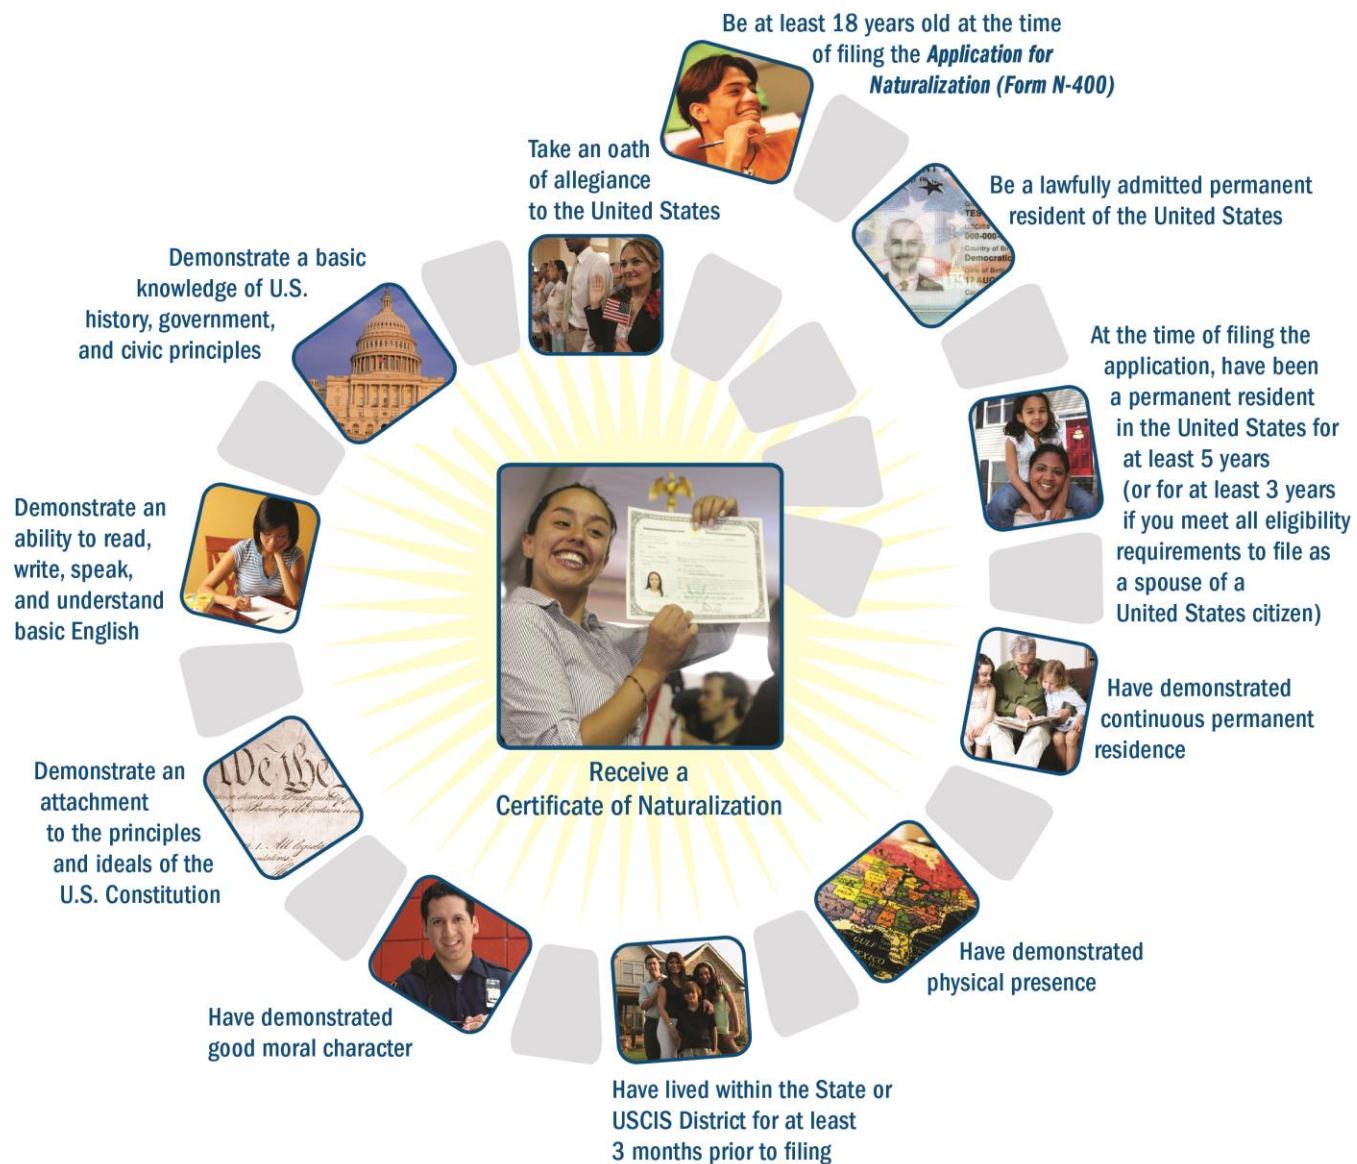 Be at least 18 years old at the time
of filing the Application for
Naturalization (Form N-400)
Be a lawfully admitted permanent
resident of the United States
At the time of filing the
application, have been
a permanent resident
in the United States for
at least 5 years
(or for at least 3 years
if you meet all eligibility
requirements to file as
a spouse of a
United States citizen)
Have demonstrated
continuous permanent
residence
Have demonstrated
physical presence
Have lived within the State or
USCIS District for at least
3 months prior to filing
Have demonstrated
good moral character
Demonstrate an
attachment
to the principles
and ideals of the
U.S. Constitution
Demonstrate an
ability to read,
write, speak,
and understand
basic English
Demonstrate a basic
knowledge of U.S.
history, government,
and civic principles
Take an oath
of allegiance
to the United States
Receive a
Certificate of Naturalization
We the
GULF
MEXICO